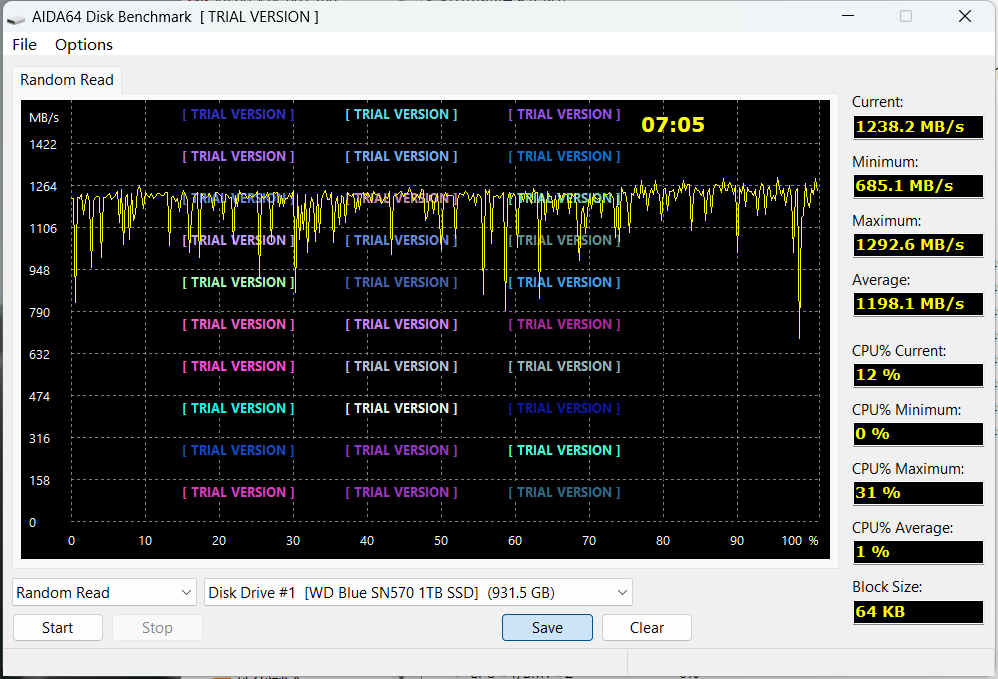 AIDA64 Disk Benchmark [ TRIAL VERSION ]
File Options
Random Read
MB/s
[ TRIAL VERSION ] [ TRIAL VERSION ] [ TRIAL VERSION ]
07:05
1422
[ TRIAL VERSION ] [ TRIAL VERSION ] [ TRIAL VERSION ]
1264
[ TRIAL VERSION ] [ TRIAL VERSION ] [ TRIAL VERSION ]
1106
[ TRIAL VERSION ] [ TRIAL VERSION ] [ TRIAL VERSION ]
948
[ TRIAL VERSION ] [ TRIAL VERSION ] [ TRIAL VERSION ]
790
[ TRIAL VERSION ] [ TRIAL VERSION ] [ TRIAL VERSION ]
632
[ TRIAL VERSION ] [ TRIAL VERSION ] [ TRIAL VERSION ]
474
[ TRIAL VERSION ] [ TRIAL VERSION ] [ TRIAL VERSION ]
316
[ TRIAL VERSION ] [ TRIAL VERSION ] [ TRIAL VERSION ]
158
[ TRIAL VERSION ] [ TRIAL VERSION ] [ TRIAL VERSION ]
0
0 10 20 30 40 50 60 70 80 90 100 %
Current:
1238.2 MB/s
Minimum:
685.1 MB/s
Maximum:
1292.6 MB/s
Average:
1198.1 MB/s
CPU% Current:
12 %
CPU% Minimum:
0 %
CPU% Maximum:
31 %
CPU% Average:
1 %
Block Size:
64 KB
Random Read
Disk Drive #1 [WD Blue SN570 1TB SSD] (931.5 GB)
Start Stop Save Clear